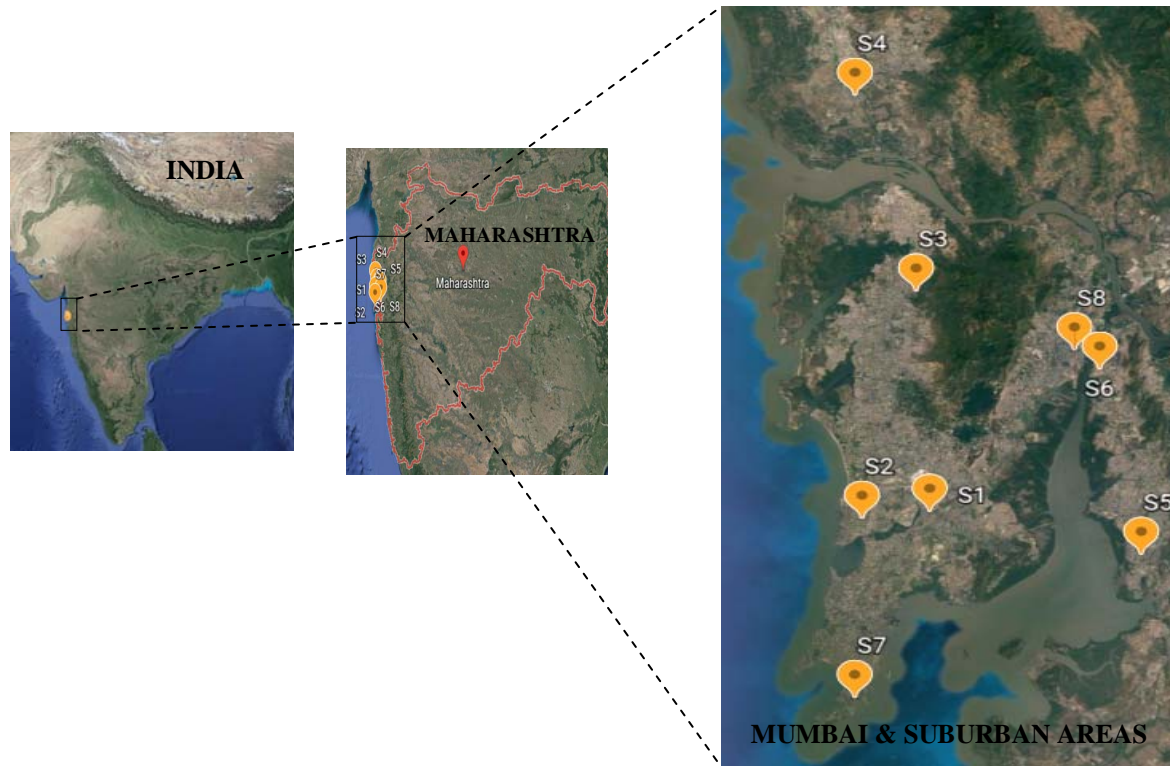 INDIA
MAHARASHTRA
S4
S3
S7
S5
Maharashtra
S1
S6
S8
S2
S4
S3
S8
S6
S2
S1
S5
S7
MUMBAI & SUBURBAN AREAS